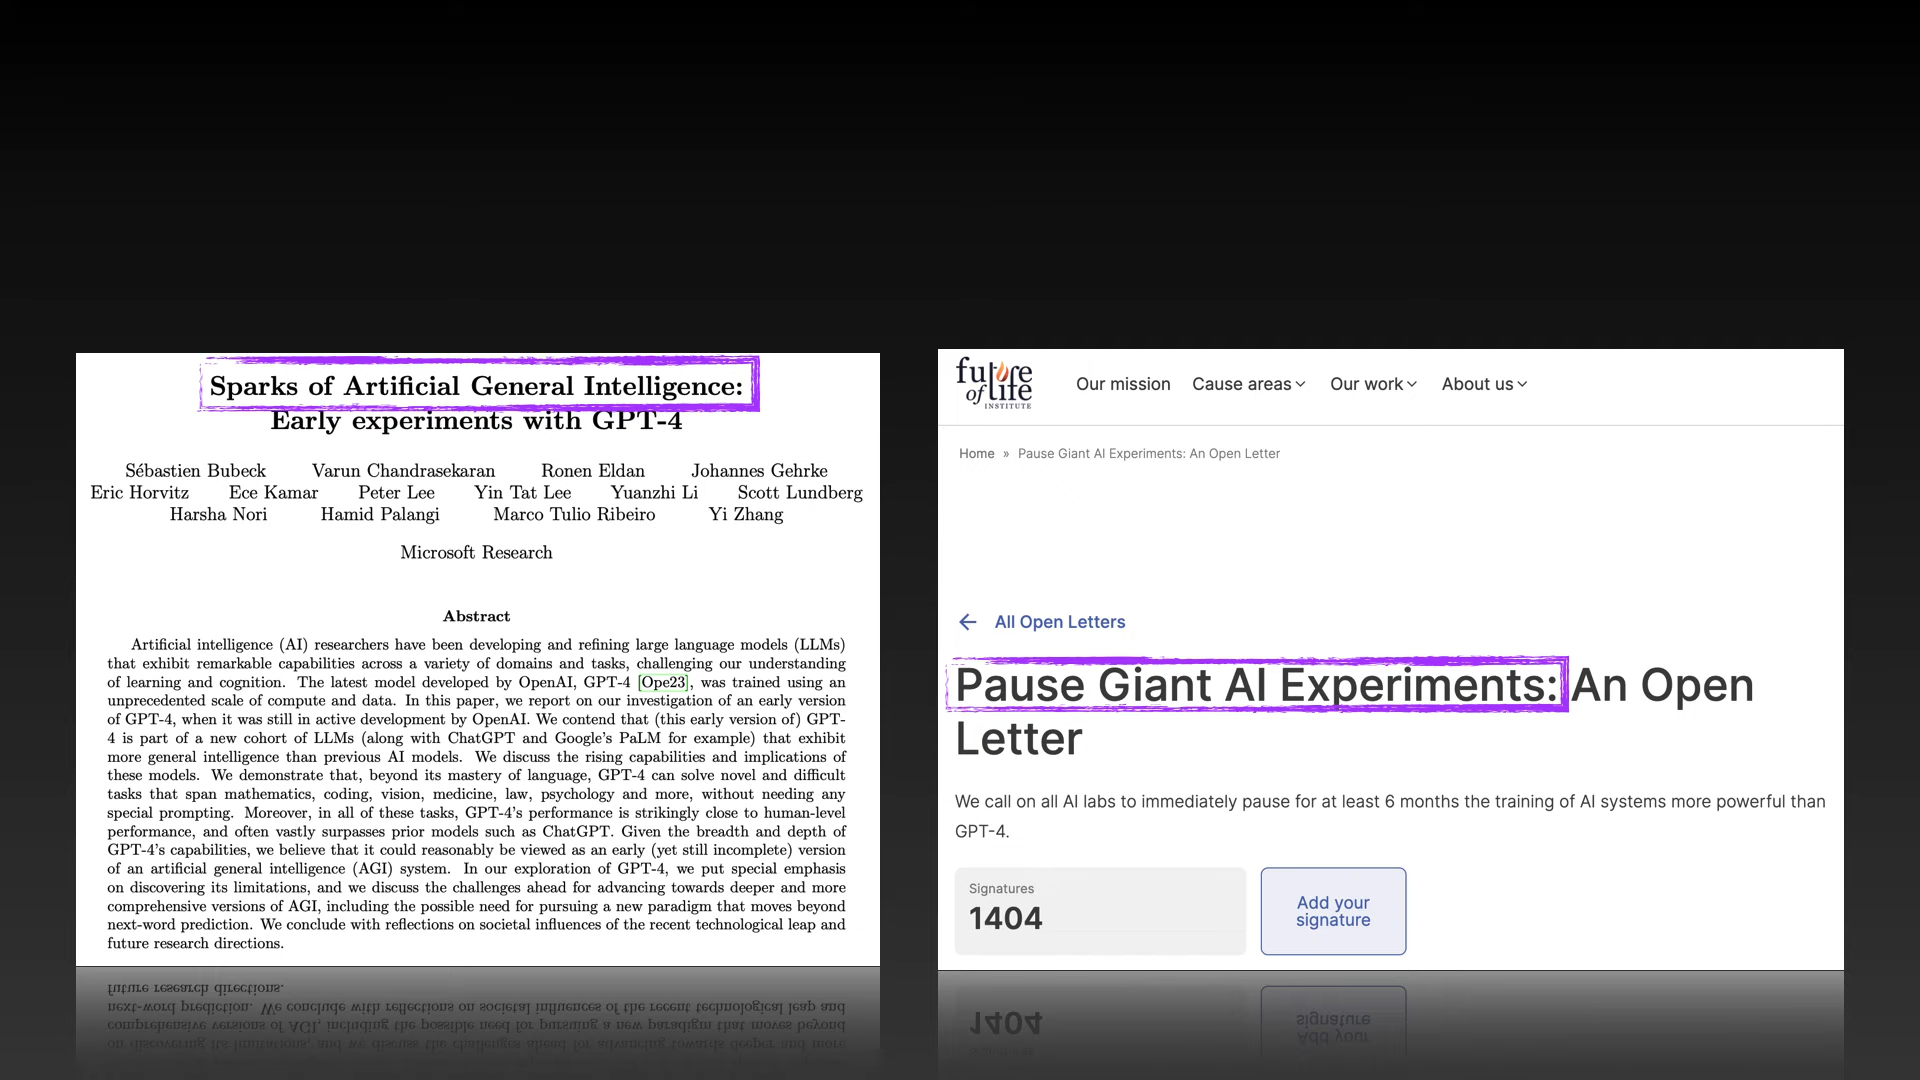 Sparks of Artificial General Intelligence:
Early experiments with GPT-4
Sébastien Bubeck Varun Chandrasekaran Ronen Eldan Johannes Gehrke
Eric Horvitz Ece Kamar Peter Lee Yin Tat Lee Yuanzhi Li Scott Lundberg
Harsha Nori Hamid Palangi Marco Tulio Ribeiro Yi Zhang
Microsoft Research
Abstract
Artificial intelligence (AI) researchers have been developing and refining large language models (LLMs)
that exhibit remarkable capabilities across a variety of domains and tasks, challenging our understanding
of learning and cognition. The latest model developed by OpenAI, GPT-4 [Ope23], was trained using an
unprecedented scale of compute and data. In this paper, we report on our investigation of an early version
of GPT-4, when it was still in active development by OpenAI. We contend that (this early version of) GPT-
4 is part of a new cohort of LLMs (along with ChatGPT and Google's PaLM for example) that exhibit
more general intelligence than previous AI models. We discuss the rising capabilities and implications of
these models. We demonstrate that, beyond its mastery of language, GPT-4 can solve novel and difficult
tasks that span mathematics, coding, vision, medicine, law, psychology and more, without needing any
special prompting. Moreover, in all of these tasks, GPT-4's performance is strikingly close to human-level
performance, and often vastly surpasses prior models such as ChatGPT. Given the breadth and depth of
GPT-4's capabilities, we believe that it could reasonably be viewed as an early (yet still incomplete) version
of an artificial general intelligence (AGI) system. In our exploration of GPT-4, we put special emphasis
on discovering its limitations, and we discuss the challenges ahead for advancing towards deeper and more
comprehensive versions of AGI, including the possible need for pursuing a new paradigm that moves beyond
next-word prediction. We conclude with reflections on societal influences of the recent technological leap and
future research directions.
future of life INSTITUTE
Our mission Cause areas Our work About us
Home » Pause Giant AI Experiments: An Open Letter
← All Open Letters
Pause Giant AI Experiments: An Open
Letter
We call on all AI labs to immediately pause for at least 6 months the training of AI systems more powerful than
GPT-4.
Signatures
1404
Add your
signature